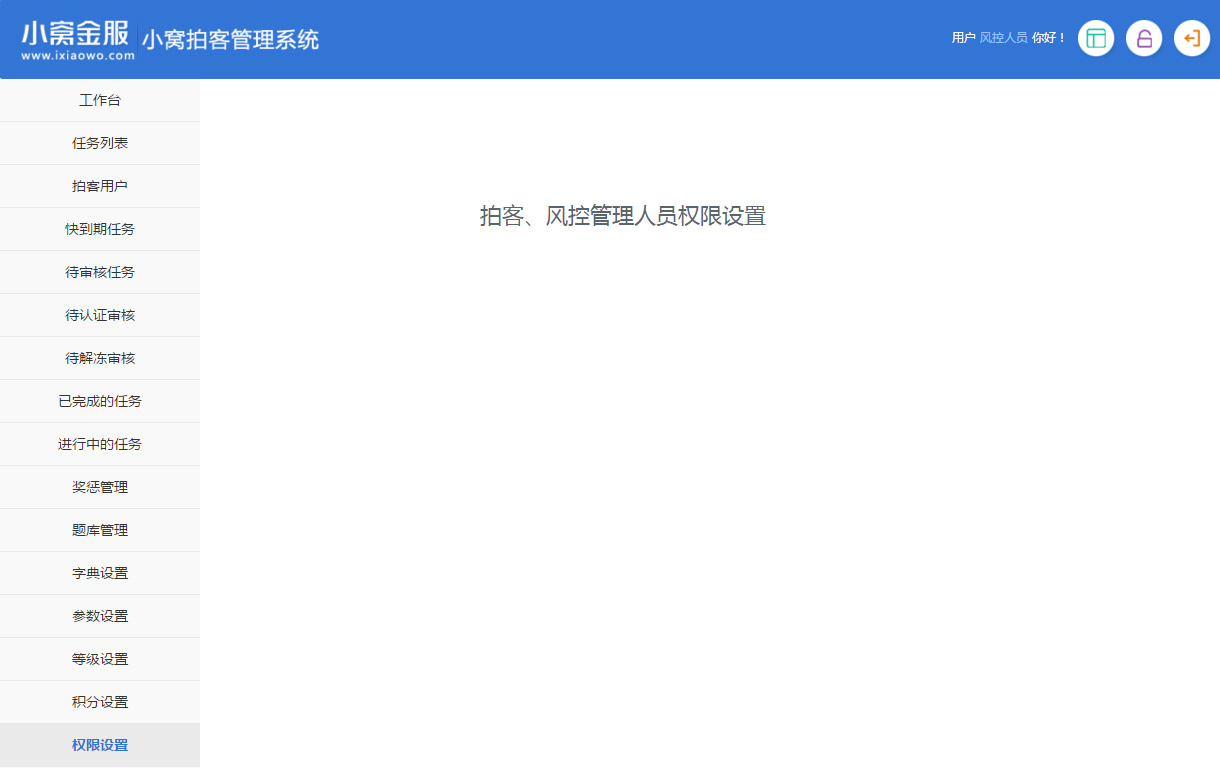 小窝金服
www.ixiaowo.com
小窝拍客管理系统
用户 风控人员 你好！
工作台
任务列表
拍客用户
快到期任务
待审核任务
待认证审核
待解冻审核
已完成的任务
进行中的任务
奖惩管理
题库管理
字典设置
参数设置
等级设置
积分设置
权限设置
拍客、风控管理人员权限设置